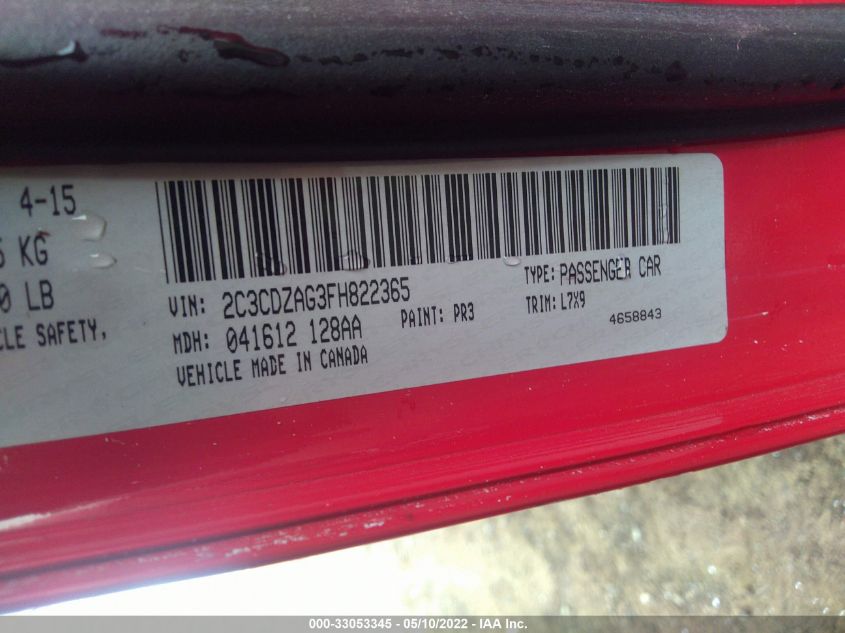 4-15
KG
LB
VIN: 2C3CDZAG3FH822365
TYPE: PASSENGER CAR
SAFETY,
MDH: 041612 128AA
PAINT: PR3
TRIM: L7X9
VEHICLE MADE IN CANADA
4658843
000-33053345 - 05/10/2022 - IAA Inc.